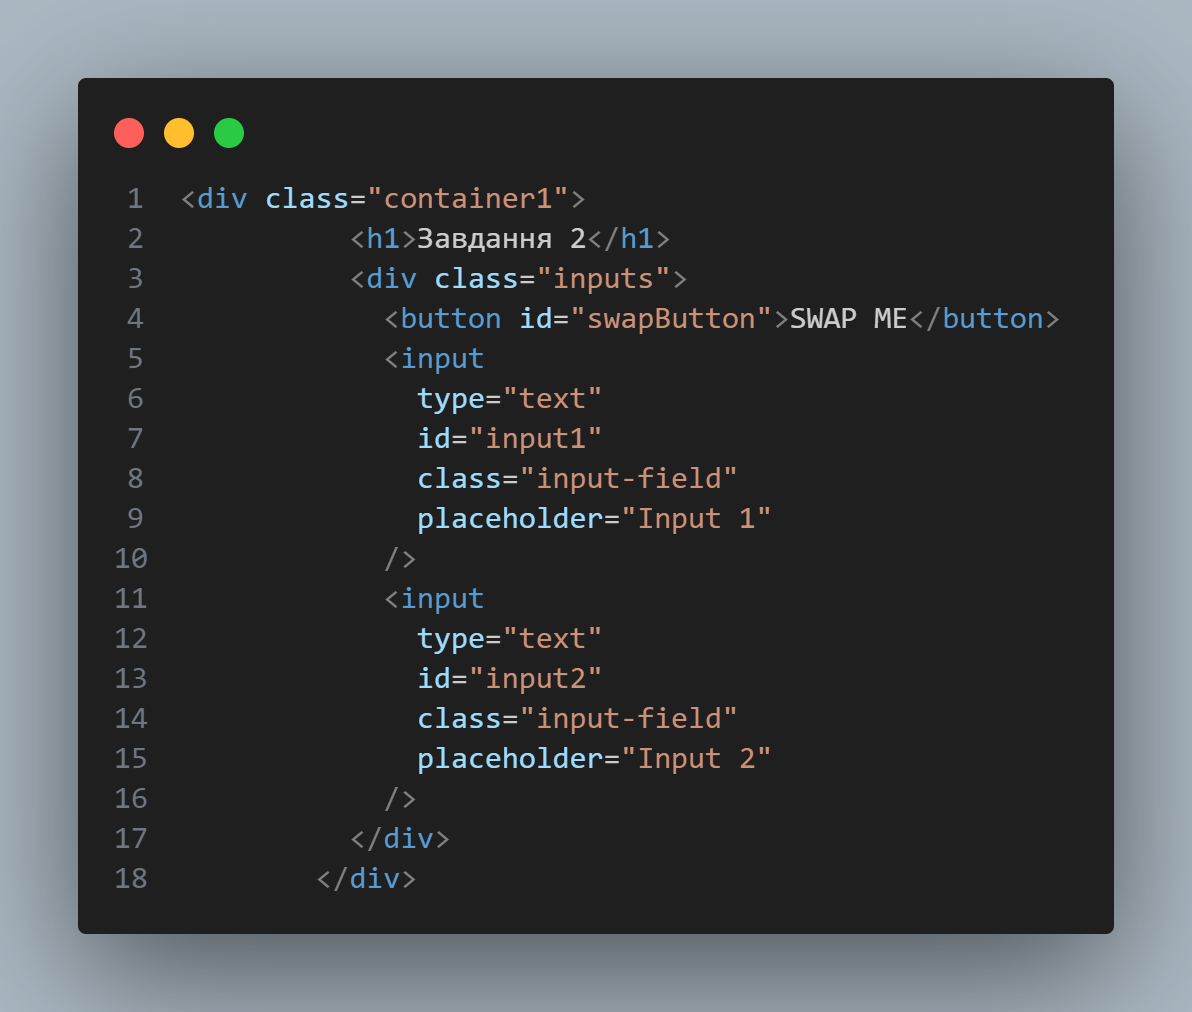 1 <div class="container1">
2 <h1>Завдання 2</h1>
3 <div class="inputs">
4 <button id="swapButton">SWAP ME</button>
5 <input
6 type="text"
7 id="input1"
8 class="input-field"
9 placeholder="Input 1"
10 />
11 <input
12 type="text"
13 id="input2"
14 class="input-field"
15 placeholder="Input 2"
16 />
17 </div>
18 </div>